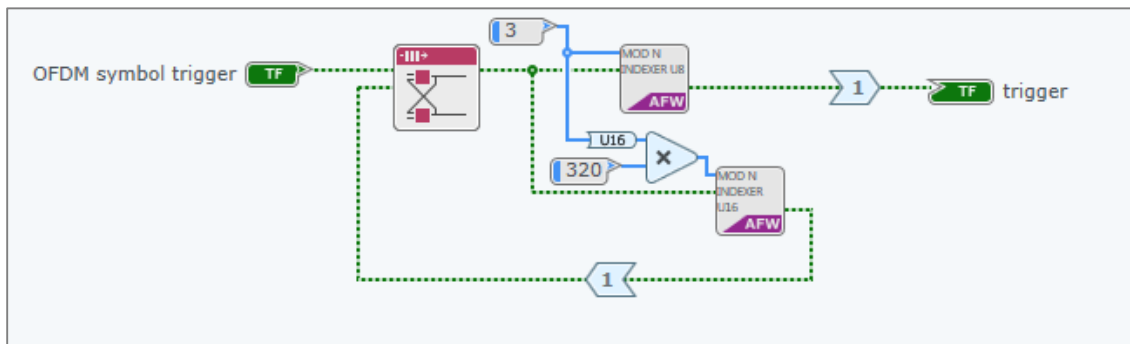 OFDM symbol trigger
TF
3
MOD N
INDEXER U8
AFW
1
TF
trigger
U16
320
×
MOD N
INDEXER
U16
AFW
1